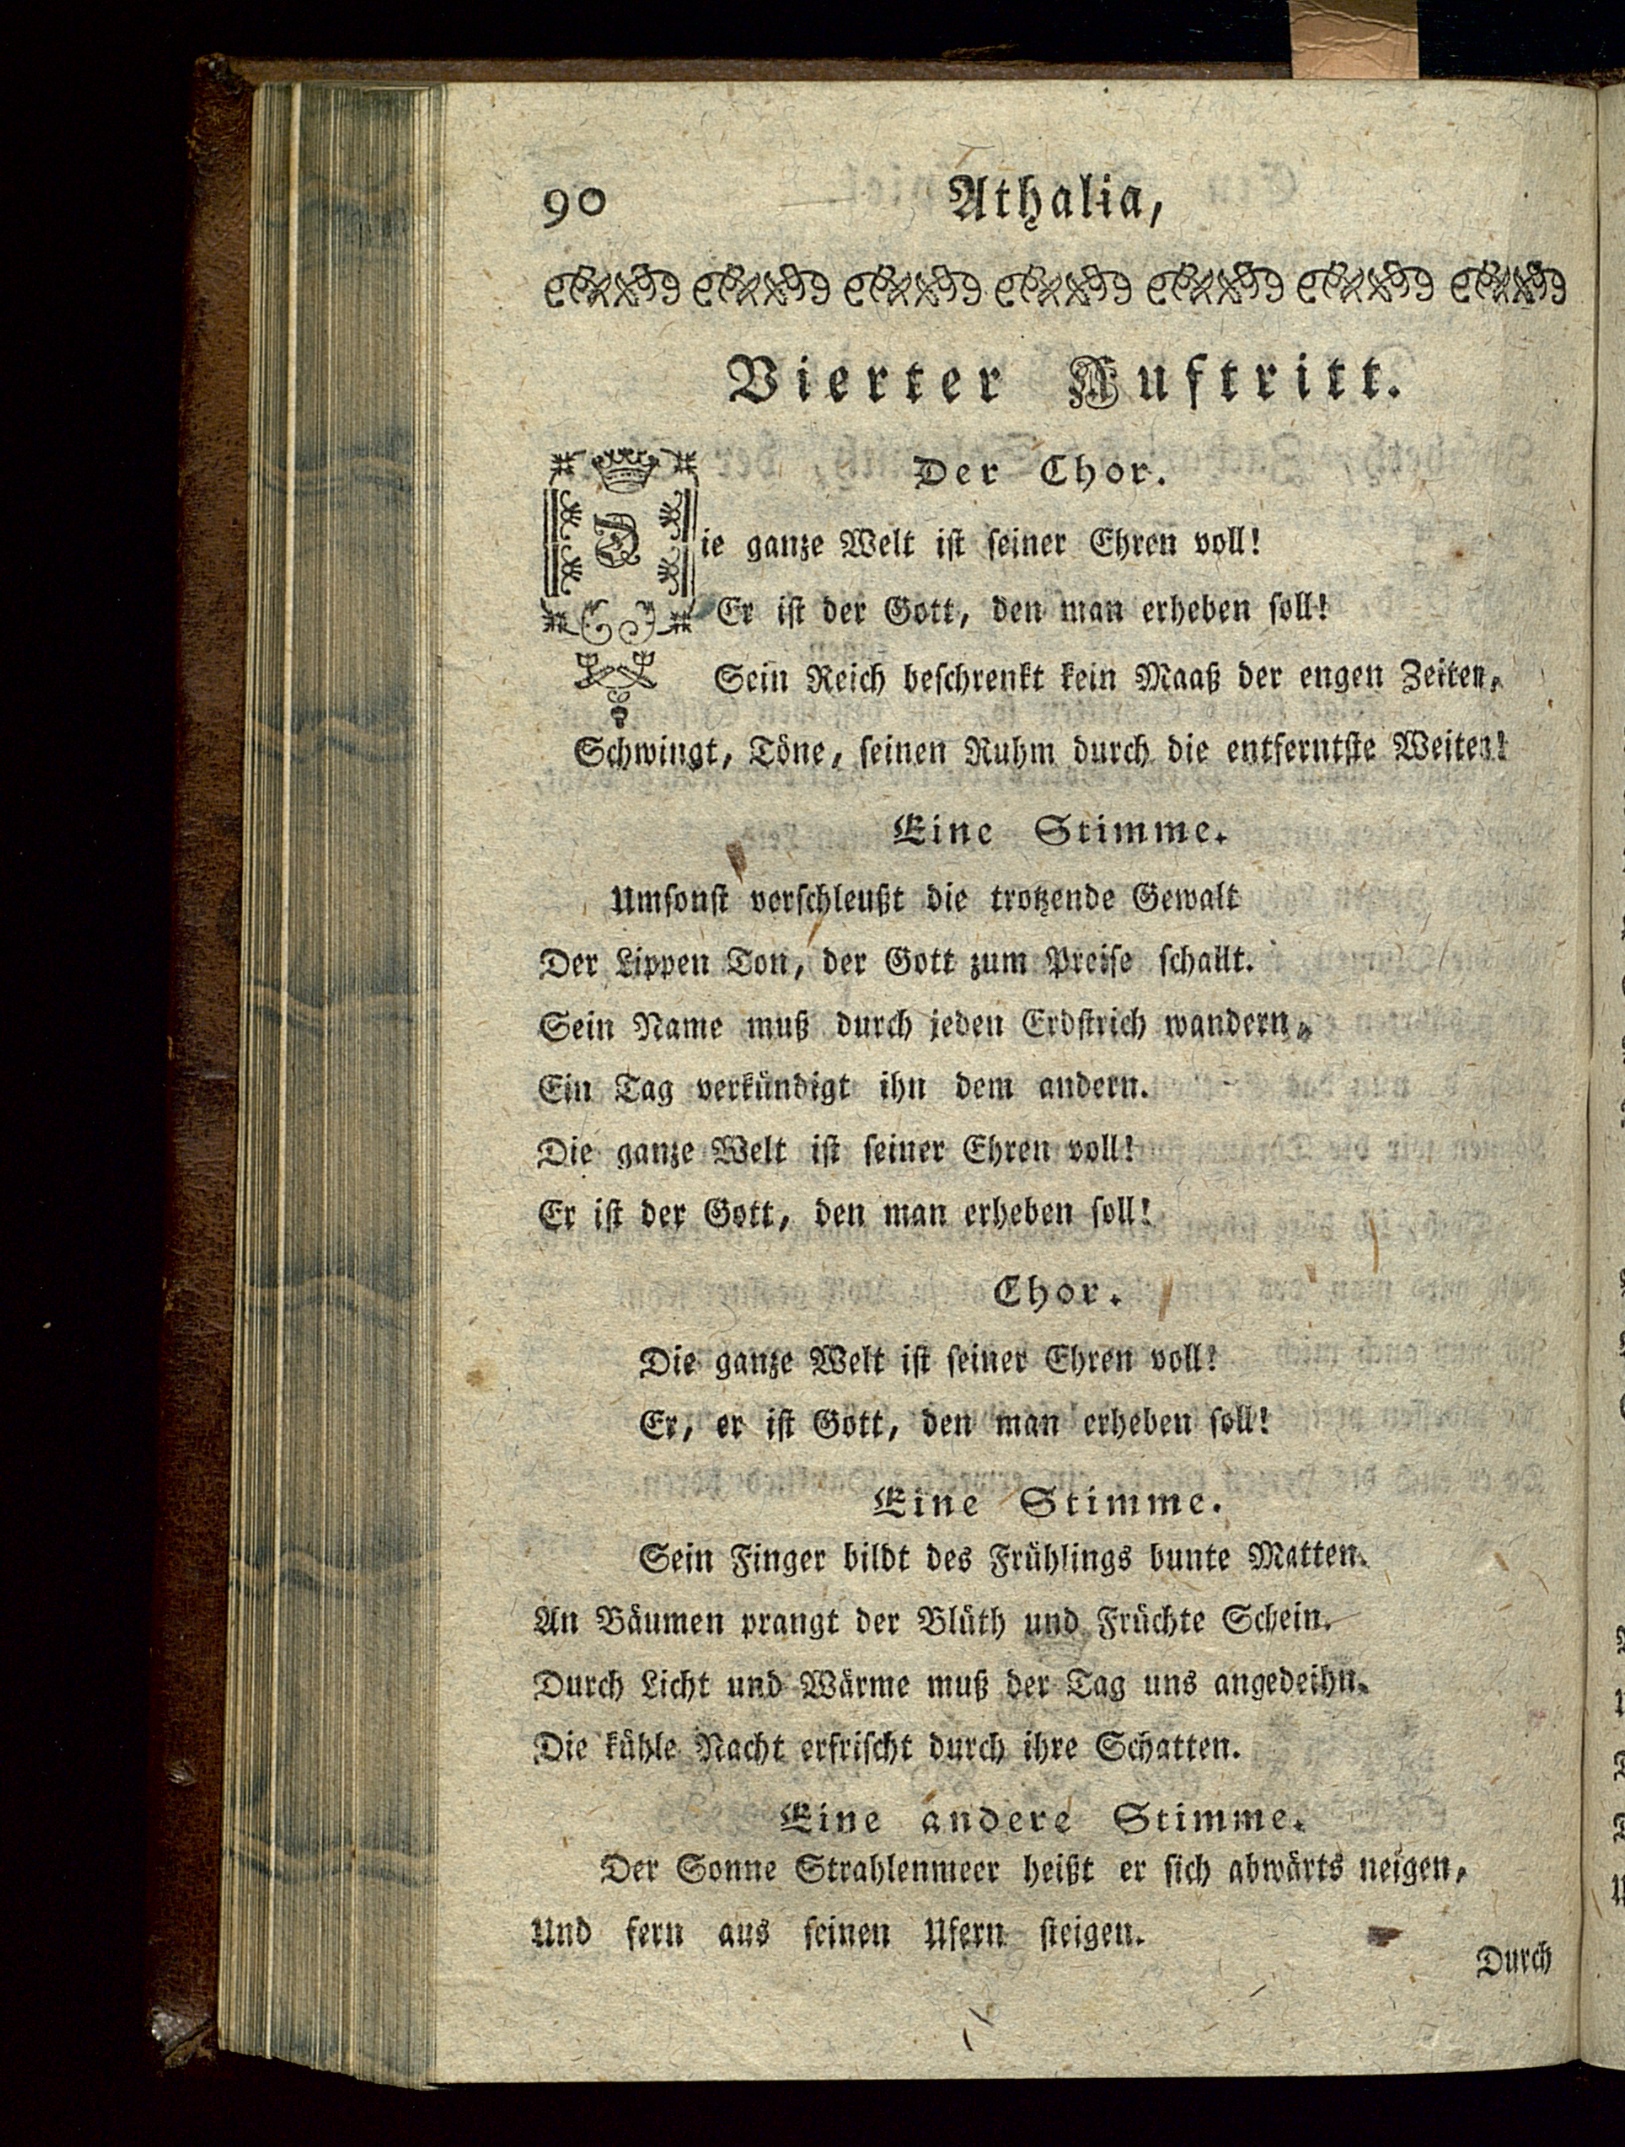 90 Athalia,
Vierter Auftritt.
Der Chor.
Die ganze Welt ist seiner Ehren voll!
Er ist der Gott, den man erheben soll!
Sein Reich beschrenkt kein Maaß der engen Zeiten,
Schwingt, Töne, seinen Ruhm durch die entferntste Weiten!
Eine Stimme.
Umsonst verschleußt die trotzende Gewalt
Der Lippen Ton, der Gott zum Preise schallt.
Sein Name muß durch jeden Erdstrich wandern,
Ein Tag verkündigt ihn dem andern.
Die ganze Welt ist seiner Ehren voll!
Er ist der Gott, den man erheben soll!
Chor.
Die ganze Welt ist seiner Ehren voll!
Er, er ist Gott, den man erheben soll!
Eine Stimme.
Sein Finger bildt des Frühlings bunte Matten.
An Bäumen prangt der Blüth und Früchte Schein.
Durch Licht und Wärme muß der Tag uns angedeihn.
Die kühle Nacht erfrischt durch ihre Schatten.
Eine andere Stimme.
Der Sonne Strahlenmeer heißt er sich abwärts neigen,
Und fern aus seinen Ufern steigen.
Durch